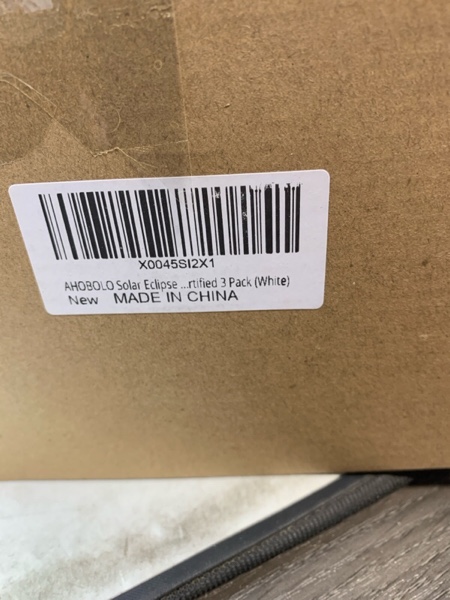 X0045SI2X1
AHOBOLO Solar Eclipse ...rtified 3 Pack (White)
New MADE IN CHINA